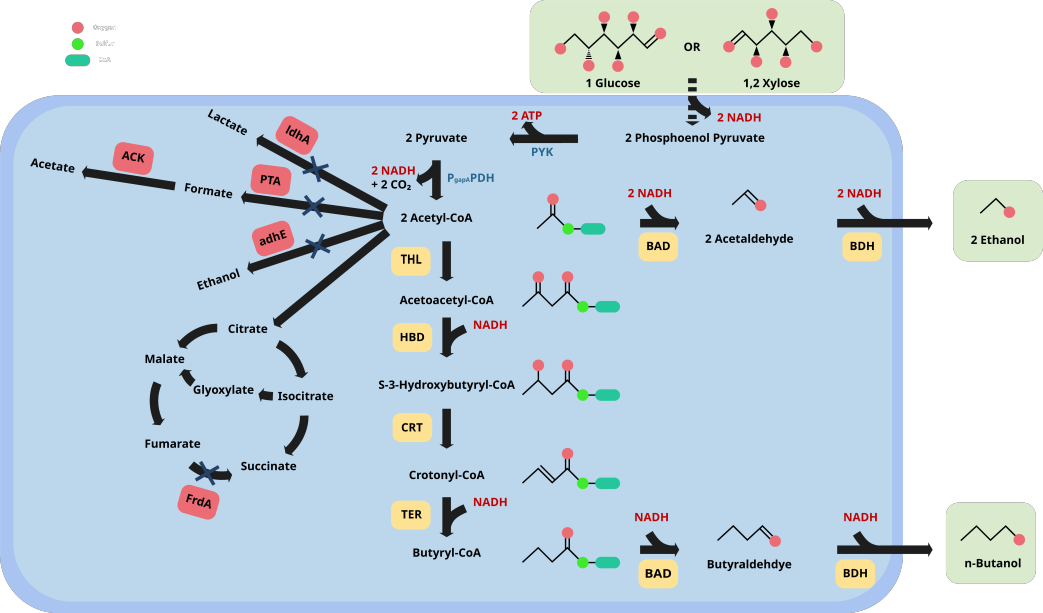 Oxygen
Sulfur
CoA
OR
1 Glucose
1,2 Xylose
2 NADH
2 Phosphoenol Pyruvate
2 ATP
PYK
2 Pyruvate
2 NADH
+ 2 CO₂
PgapAPDH
2 Acetyl-CoA
Lactate
ldhA
ACK
Acetate
PTA
Formate
adhE
Ethanol
THL
Acetoacetyl-CoA
HBD
NADH
S-3-Hydroxybutyryl-CoA
CRT
Crotonyl-CoA
TER
NADH
Butyryl-CoA
2 NADH
BAD
2 Acetaldehyde
2 NADH
BDH
2 Ethanol
Citrate
Malate
Glyoxylate
Isocitrate
Fumarate
Succinate
FrdA
NADH
BAD
Butyraldehdye
NADH
BDH
n-Butanol